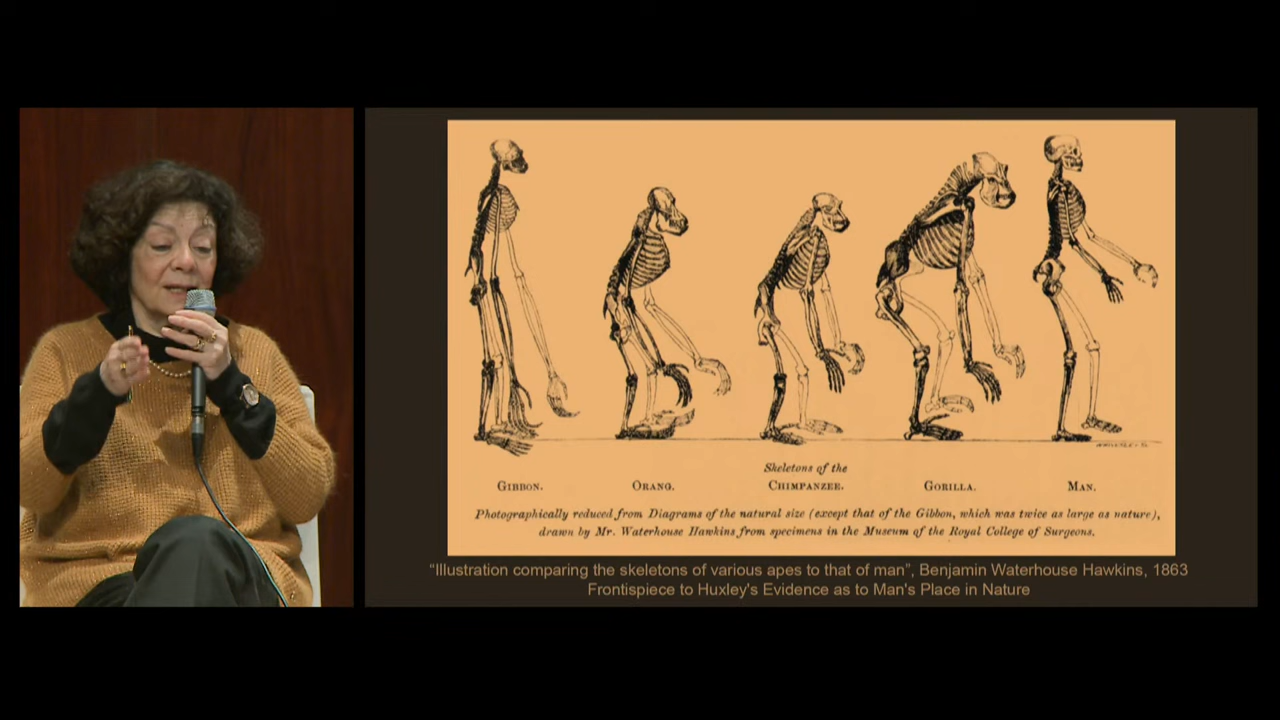 Skeletons of the
GIBBON. ORANG. CHIMPANZEE. GORILLA. MAN.
Photographically reduced from Diagrams of the natural size (except that of the Gibbon, which was twice as large as nature),
drawn by Mr. Waterhouse Hawkins from specimens in the Museum of the Royal College of Surgeons.
"Illustration comparing the skeletons of various apes to that of man", Benjamin Waterhouse Hawkins, 1863
Frontispiece to Huxley's Evidence as to Man's Place in Nature